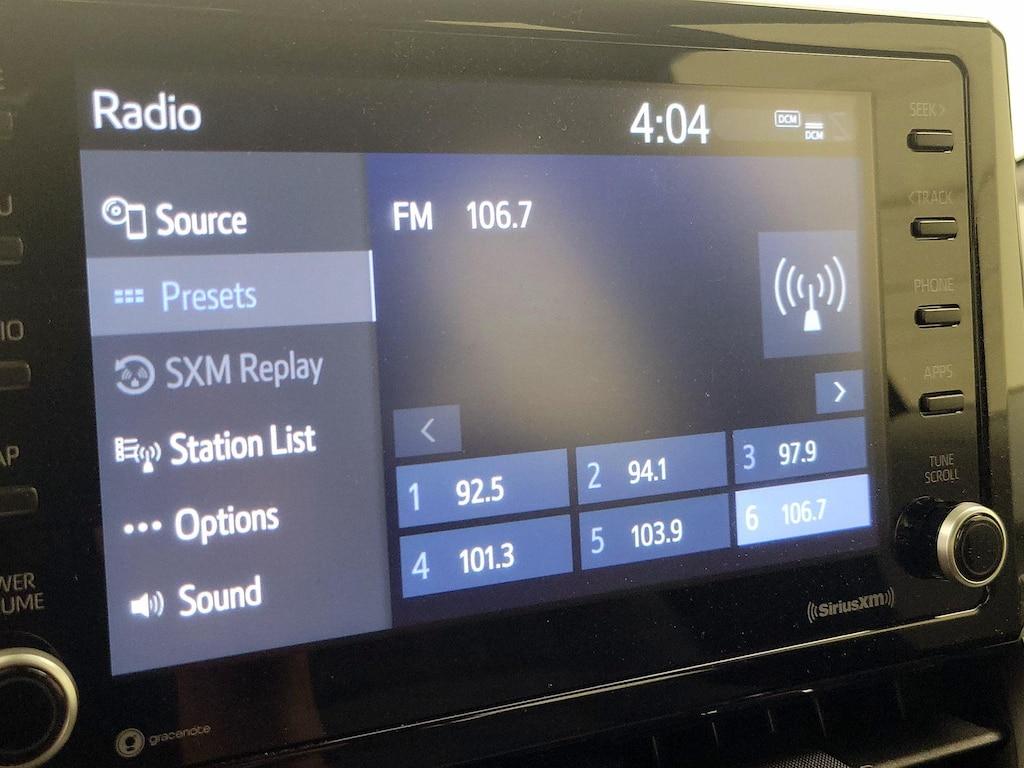 Radio
4:04
DCM
DCM
Source
Presets
SXM Replay
Station List
Options
Sound
FM 106.7
1 92.5
2 94.1
3 97.9
4 101.3
5 103.9
6 106.7
SEEK >
< TRACK
PHONE
APPS
TUNE
SCROLL
SiriusXM
gracenote